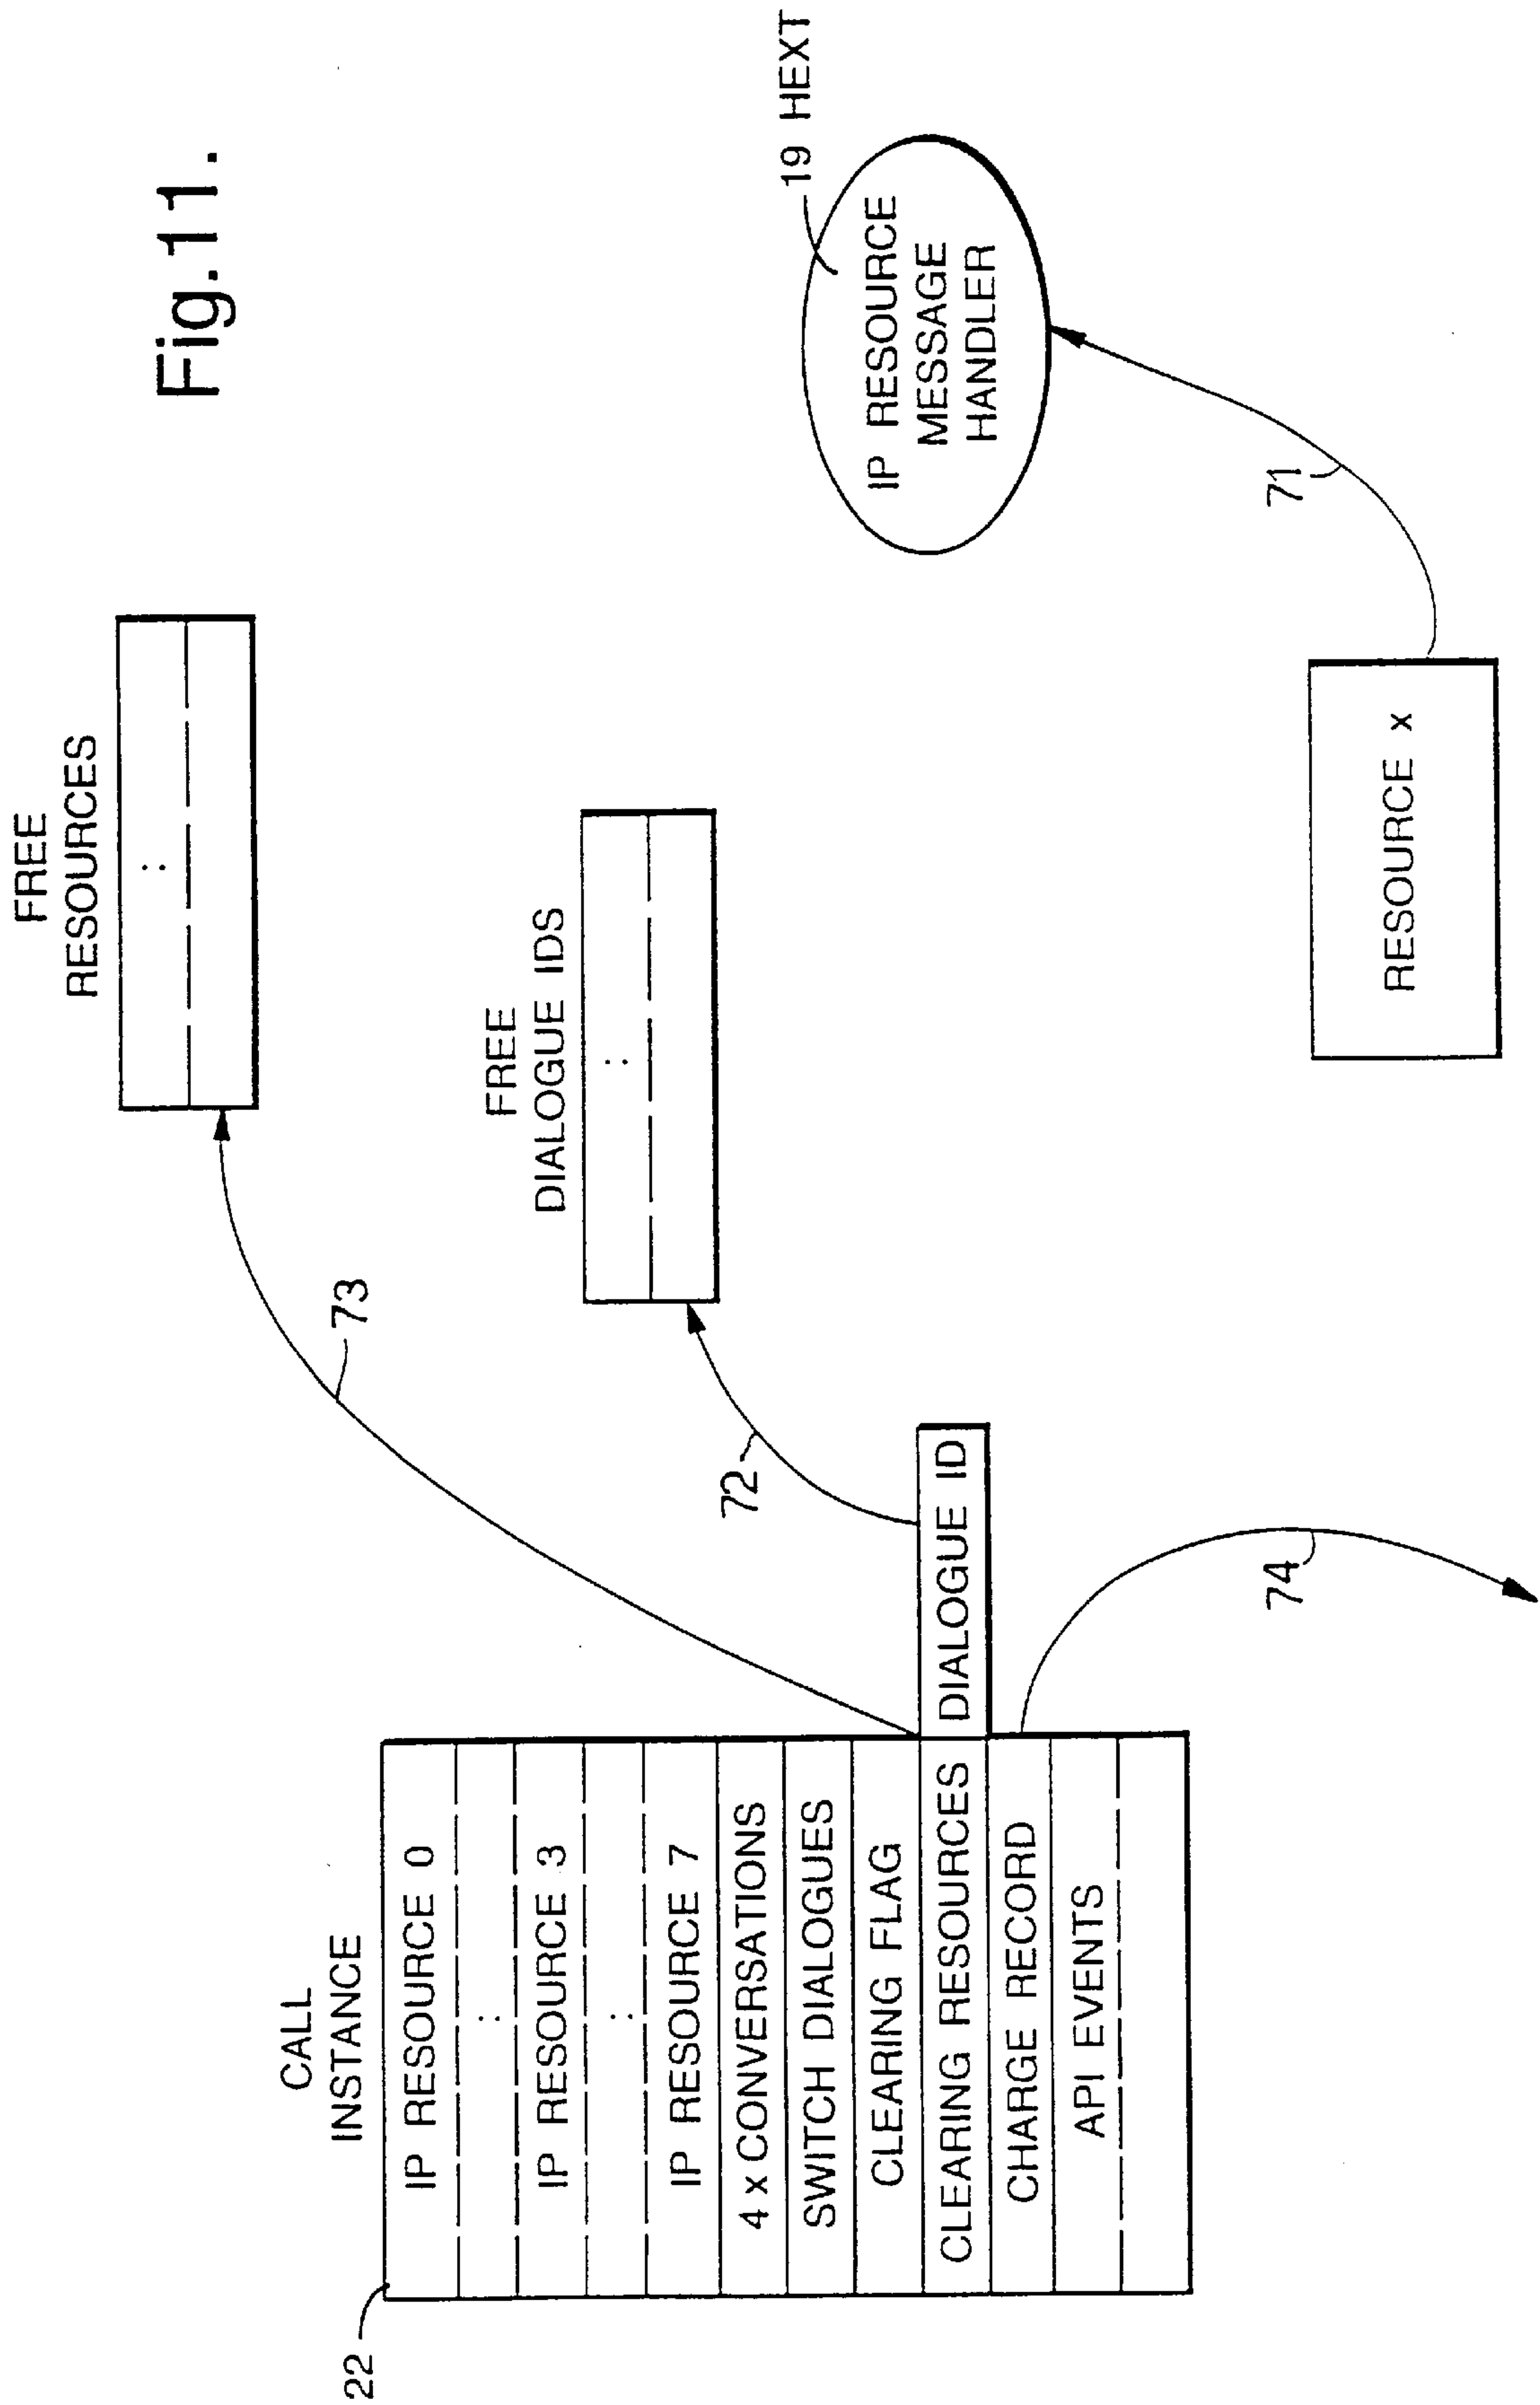 Fig.11.
FREE
RESOURCES
:
73
FREE
DIALOGUE IDS
:
72
19 HEXT
IP RESOURCE
MESSAGE
HANDLER
71
RESOURCE x
CALL
INSTANCE
22
IP RESOURCE 0
:
IP RESOURCE 3
:
IP RESOURCE 7
4 x CONVERSATIONS
SWITCH DIALOGUES
CLEARING FLAG
CLEARING RESOURCES
DIALOGUE ID
CHARGE RECORD
API EVENTS
74